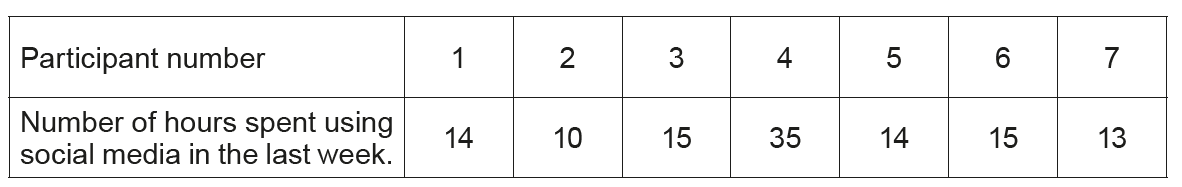 Participant number 1 2 3 4 5 6 7
Number of hours spent using
social media in the last week. 14 10 15 35 14 15 13